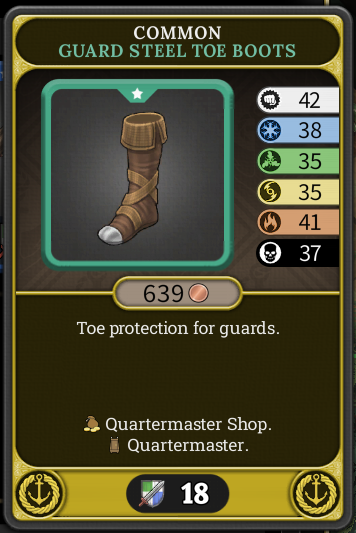 COMMON
GUARD STEEL TOE BOOTS
42
38
35
35
41
37
639
Toe protection for guards.
Quartermaster Shop.
Quartermaster.
18